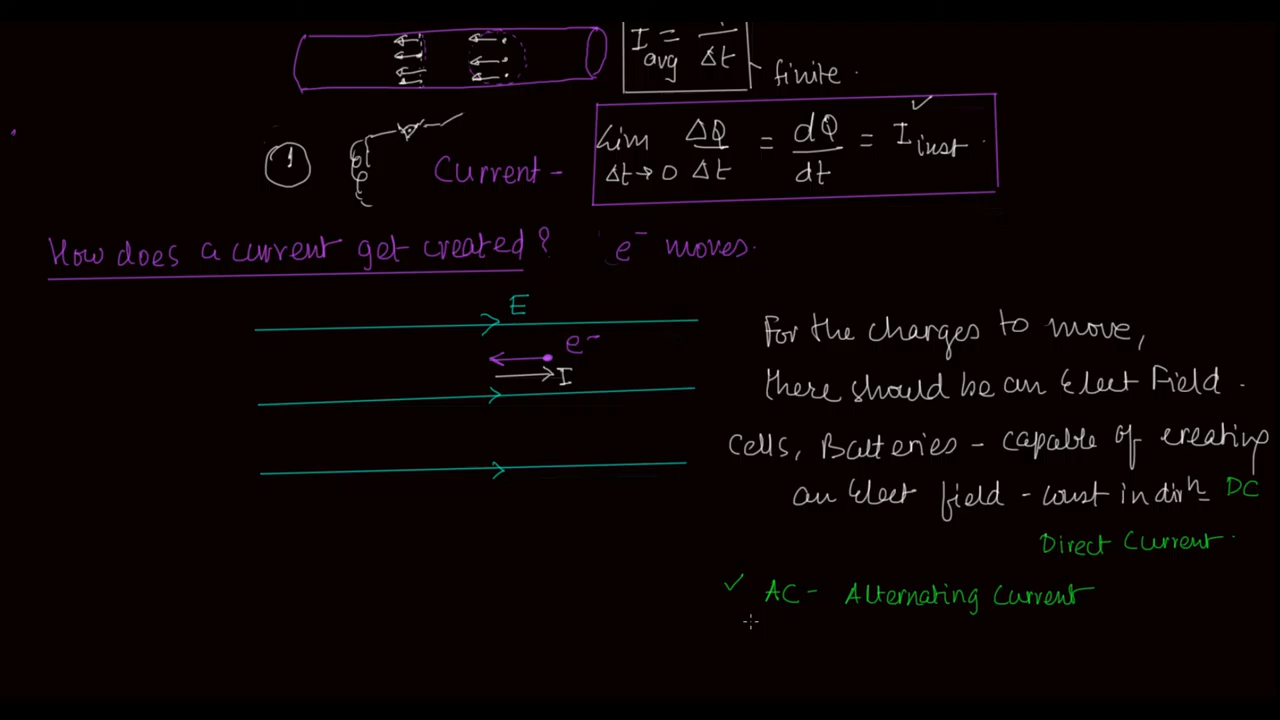 I avg = Δt
finite.
1
Current - lim Δt→0 ΔQ/Δt = dQ/dt = I inst.
How does a current get created? e⁻ moves.
E
e⁻
I
For the charges to move,
there should be an Elect Field.
Cells, Batteries - capable of creating
an Elect field - const in dirⁿ DC
Direct Current.
✓ AC - Alternating Current